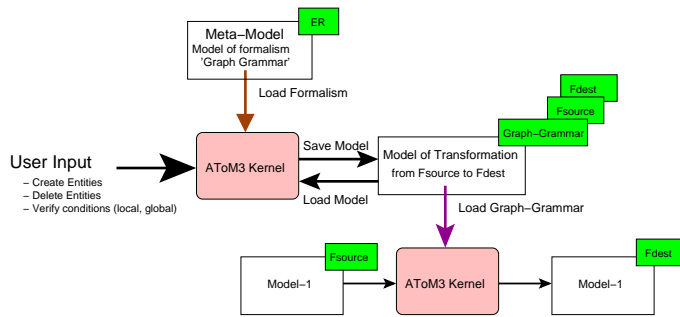 ER
Meta−Model
Model of formalism
'Graph Grammar'
Load Formalism
Fdest
Fsource
Graph−Grammar
User Input
− Create Entities
− Delete Entities
− Verify conditions (local, global)
AToM3 Kernel
Save Model
Load Model
Model of Transformation
from Fsource to Fdest
Load Graph−Grammar
Fsource
Model−1
AToM3 Kernel
Fdest
Model−1